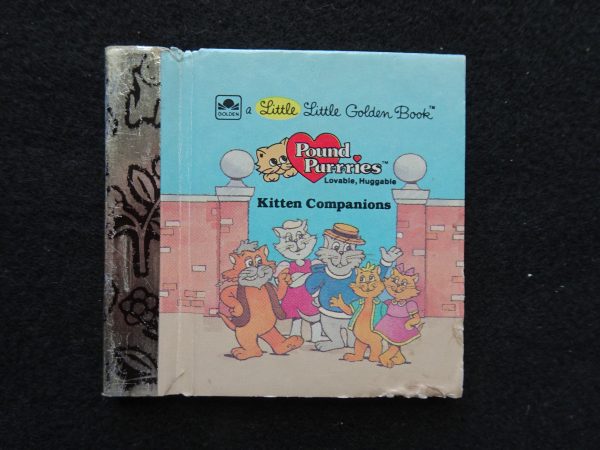 GOLDEN
a Little Little Golden Book™
Pound
Purrries™
Lovable, Huggable
Kitten Companions